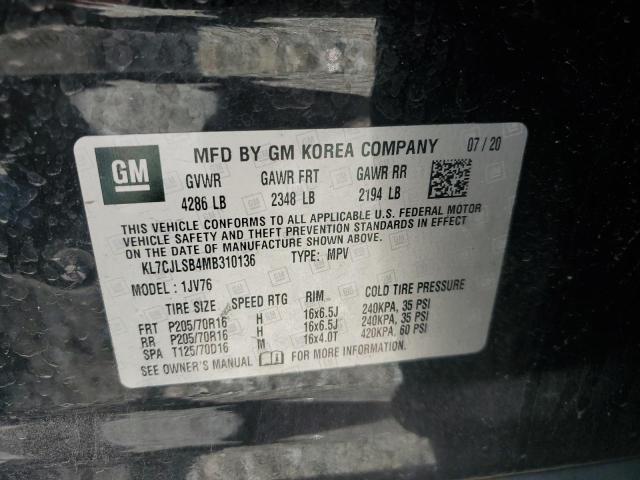 GM
MFD BY GM KOREA COMPANY 07/20
GVWR GAWR FRT GAWR RR
4286 LB 2348 LB 2194 LB
THIS VEHICLE CONFORMS TO ALL APPLICABLE U.S. FEDERAL MOTOR
VEHICLE SAFETY AND THEFT PREVENTION STANDARDS IN EFFECT
ON THE DATE OF MANUFACTURE SHOWN ABOVE.
KL7CJLSB4MB310136 TYPE: MPV
MODEL : 1JV76
TIRE SIZE SPEED RTG RIM COLD TIRE PRESSURE
FRT P205/70R16 H 16x6.5J 240KPA, 35 PSI
RR P205/70R16 H 16x6.5J 240KPA, 35 PSI
SPA T125/70D16 M 16x4.0T 420KPA, 60 PSI
SEE OWNER'S MANUAL FOR MORE INFORMATION.